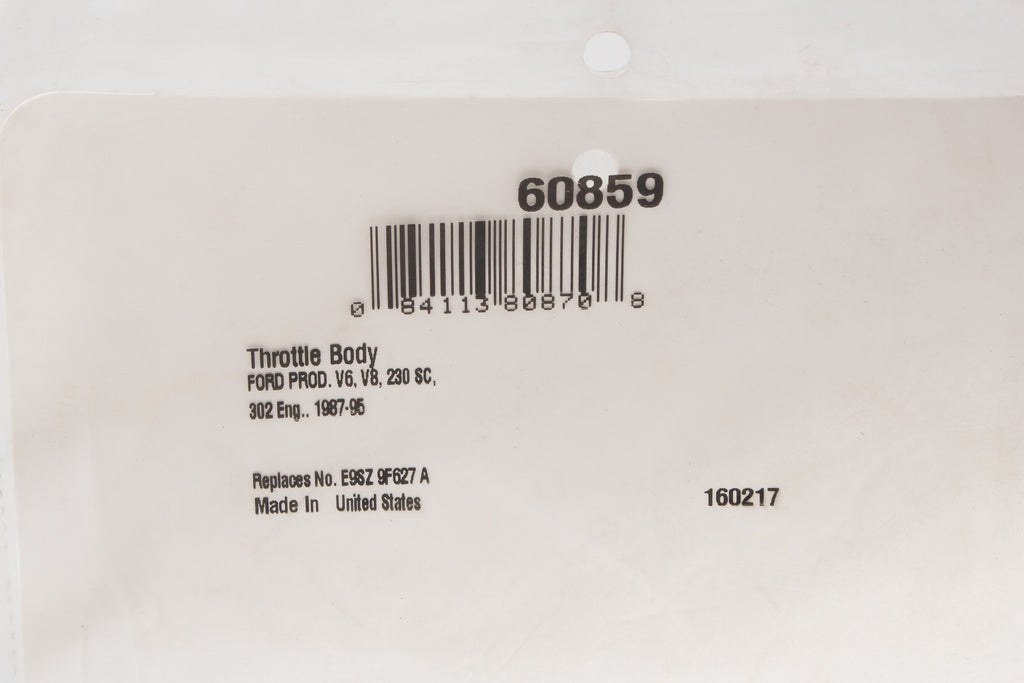 60859
0 84113 80870 8
Throttle Body
FORD PROD. V6, V8, 230 SC,
302 Eng., 1987-95
Replaces No. E9SZ 9F627 A
Made In United States
160217